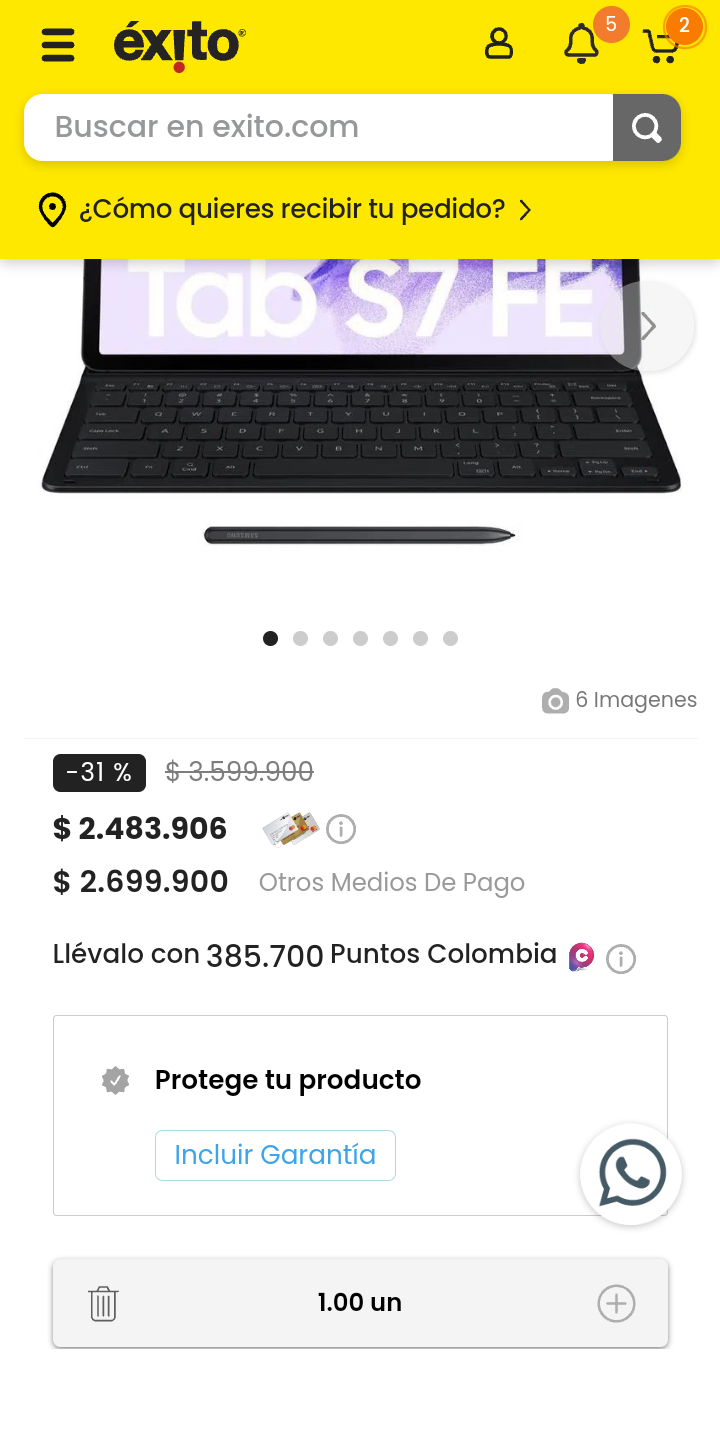 éxito
5
2
Buscar en exito.com
¿Cómo quieres recibir tu pedido?
Tab S7 FE
SAMSUNG
6 Imagenes
-31 % $ 3.599.900
$ 2.483.906
$ 2.699.900 Otros Medios De Pago
Llévalo con 385.700 Puntos Colombia
Protege tu producto
Incluir Garantía
1.00 un